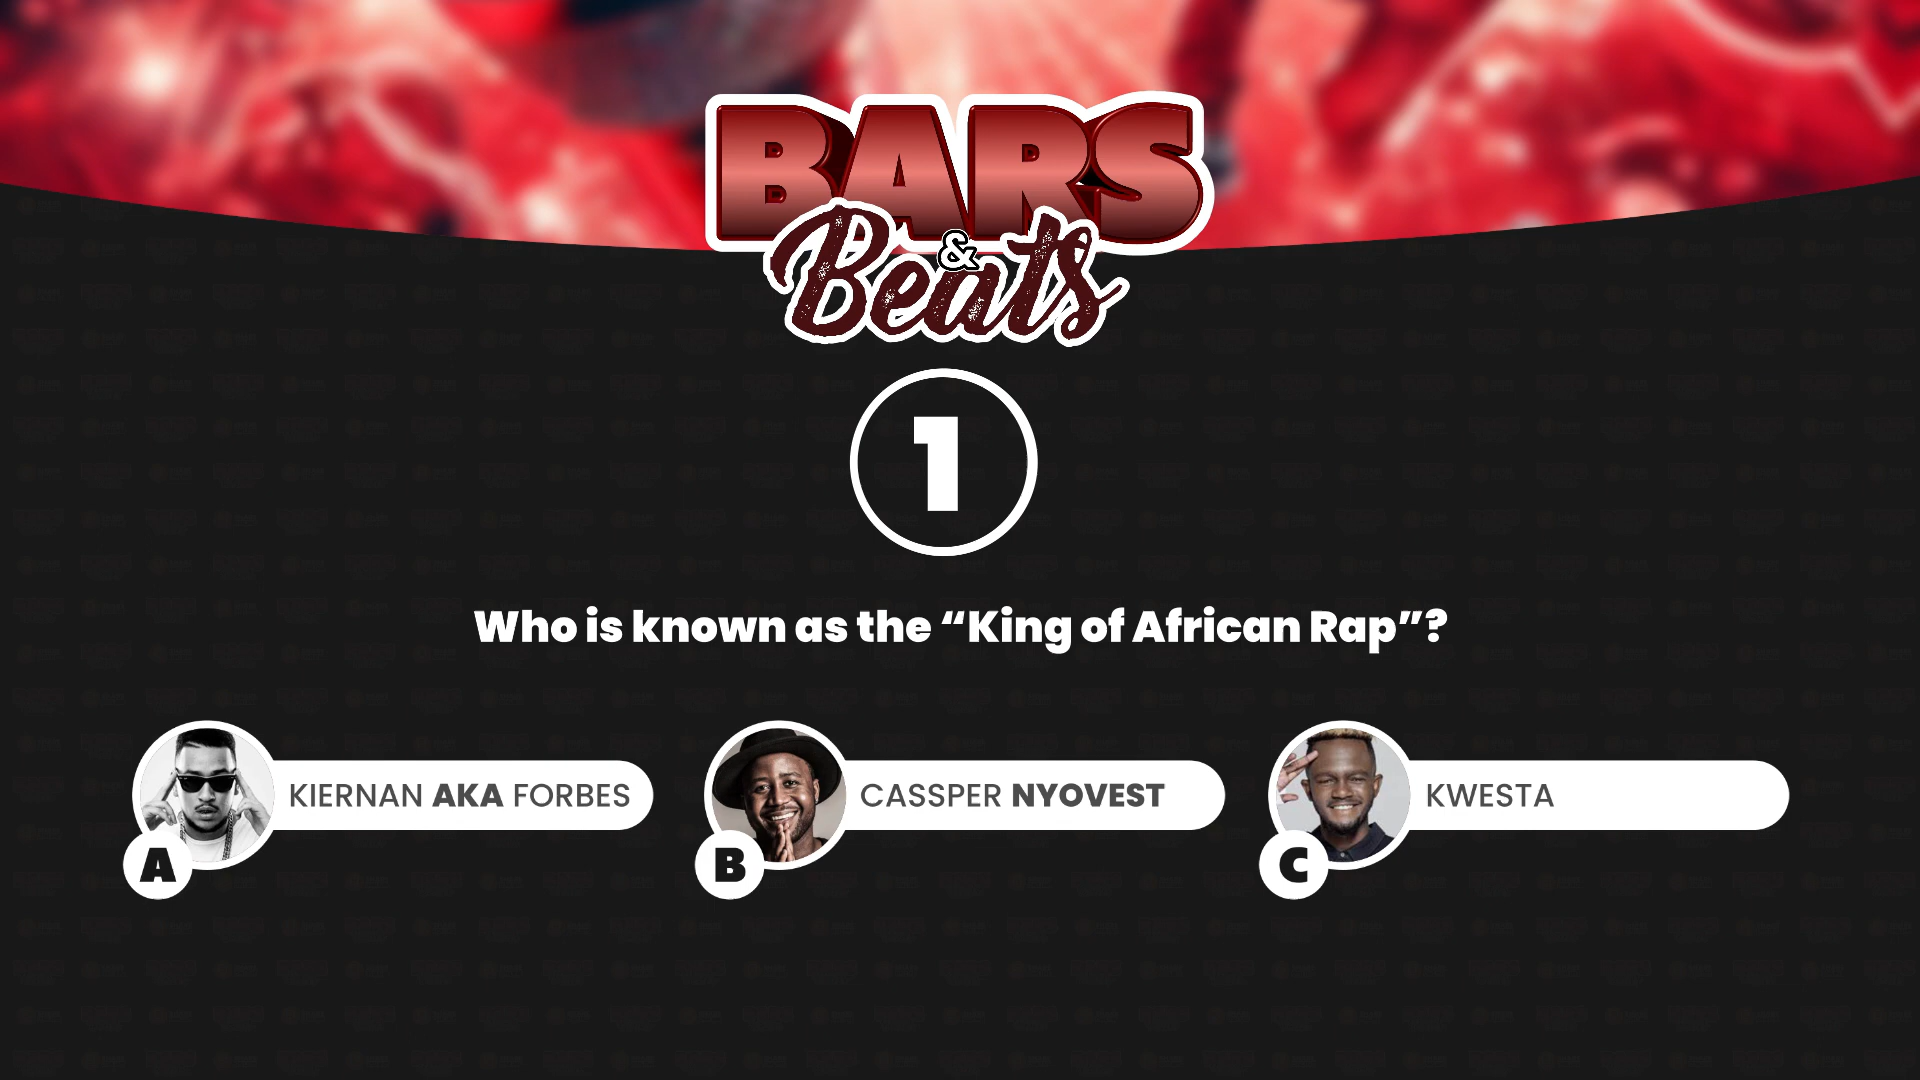 BARS
&
Beats
1
Who is known as the “King of African Rap”?
A KIERNAN AKA FORBES
B CASSPER NYOVEST
C KWESTA